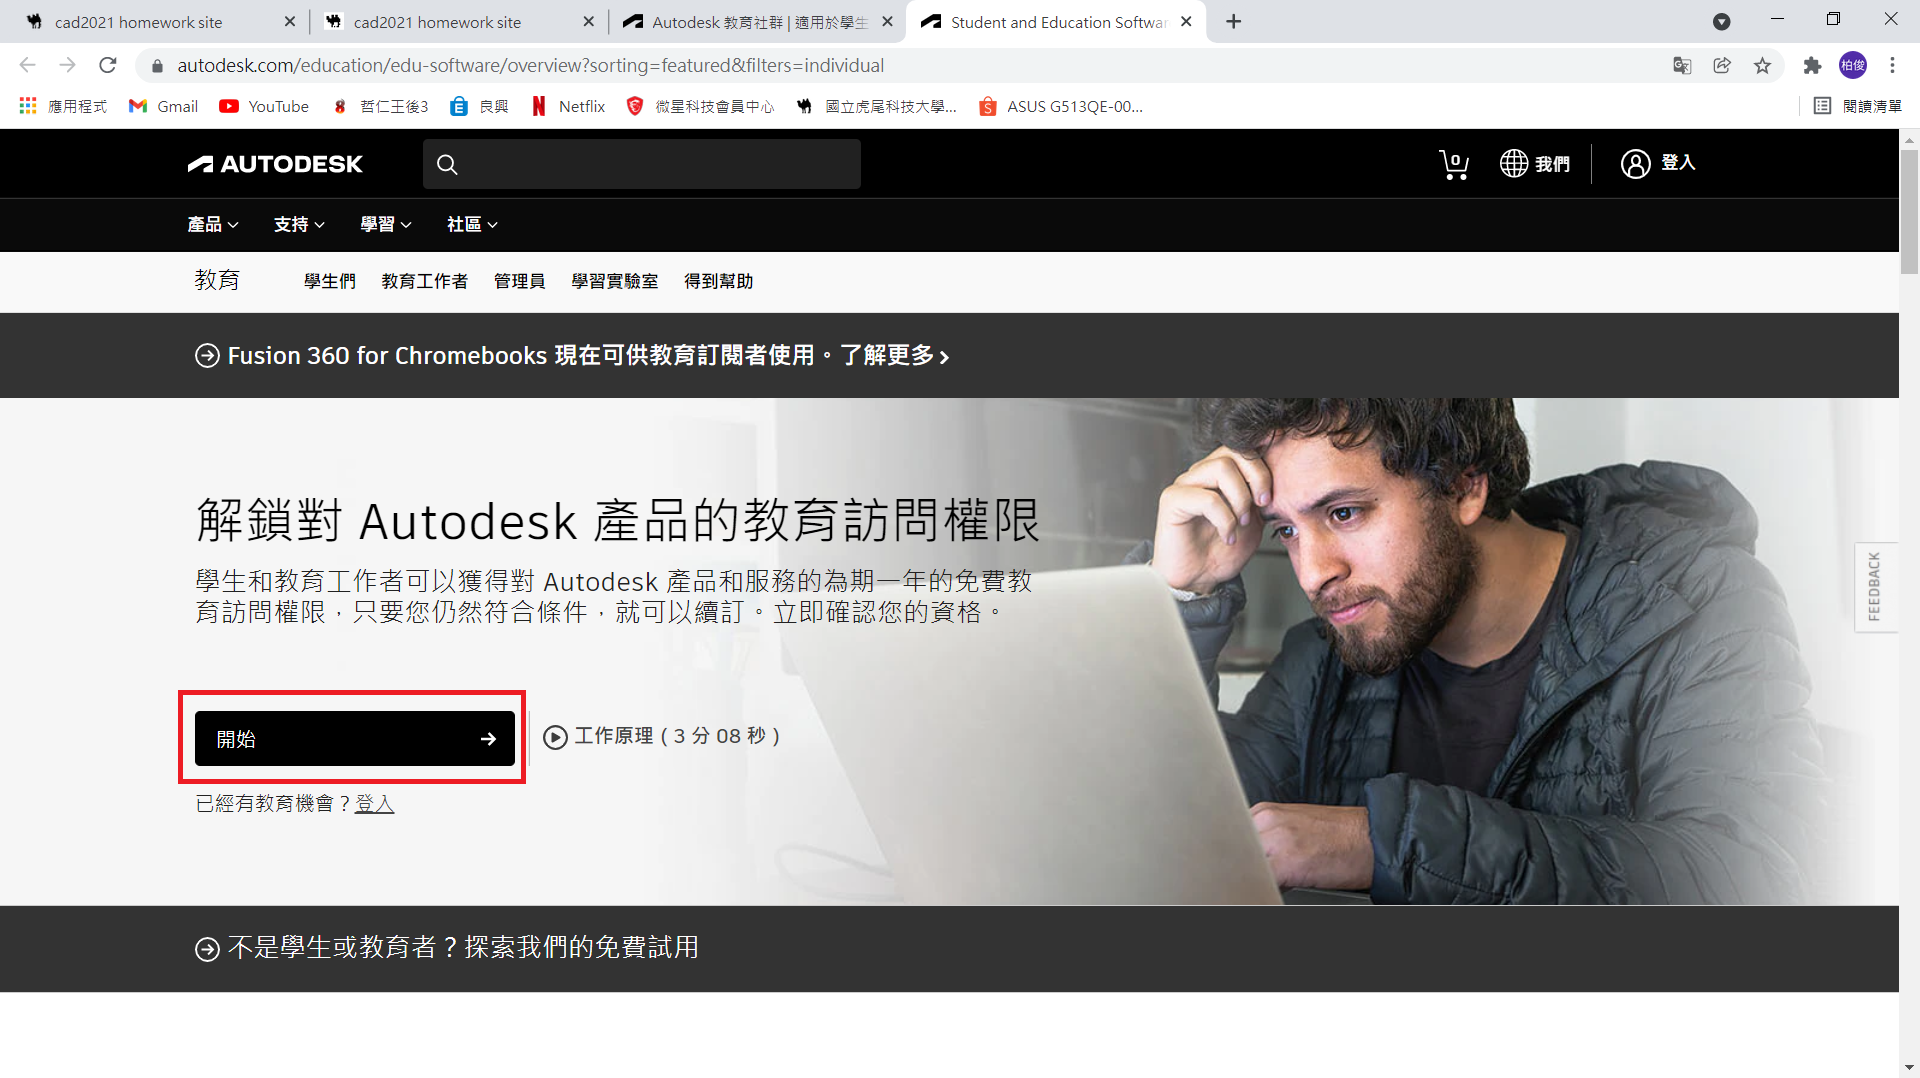 cad2021 homework site
cad2021 homework site
Autodesk 教育社群 | 適用於學生
Student and Education Softwar
autodesk.com/education/edu-software/overview?sorting=featured&filters=individual
柏俊
應用程式
Gmail
YouTube
哲仁王後3
良興
Netflix
微星科技會員中心
國立虎尾科技大學...
ASUS G513QE-00...
閱讀清單
AUTODESK
0
我們
登入
產品
支持
學習
社區
教育
學生們
教育工作者
管理員
學習實驗室
得到幫助
Fusion 360 for Chromebooks 現在可供教育訂閱者使用。了解更多
解鎖對 Autodesk 產品的教育訪問權限
學生和教育工作者可以獲得對 Autodesk 產品和服務的為期一年的免費教
育訪問權限，只要您仍然符合條件，就可以續訂。立即確認您的資格。
開始
工作原理 ( 3 分 08 秒 )
已經有教育機會？登入
FEEDBACK
不是學生或教育者？探索我們的免費試用